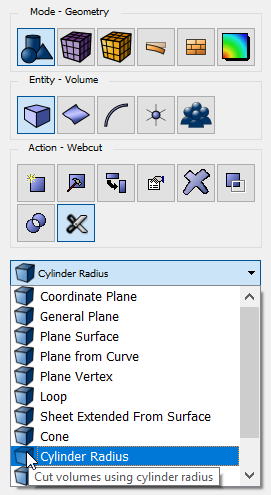 Mode - Geometry
Entity - Volume
Action - Webcut
Cylinder Radius
Coordinate Plane
General Plane
Plane Surface
Plane from Curve
Plane Vertex
Loop
Sheet Extended From Surface
Cone
Cylinder Radius
Cut volumes using cylinder radius